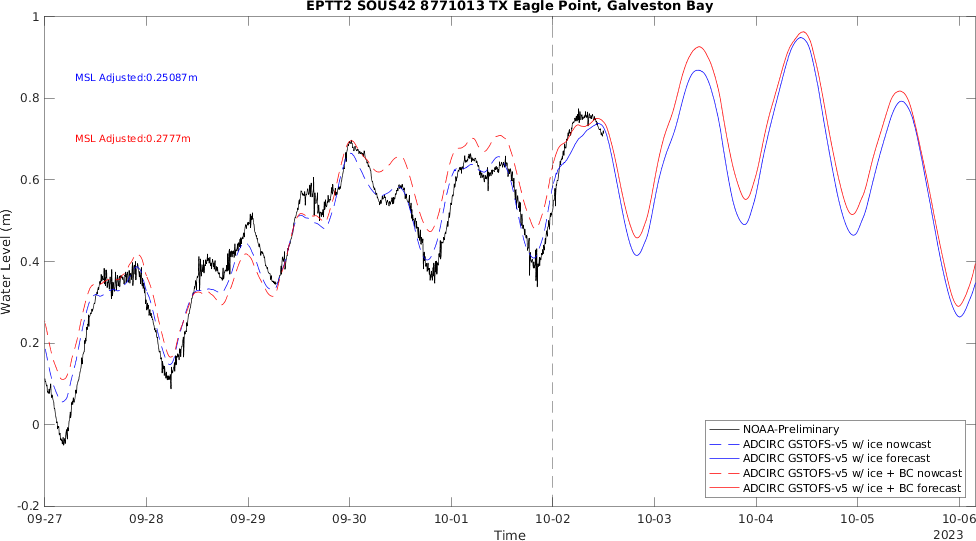 EPTT2 SOUS42 8771013 TX Eagle Point, Galveston Bay
1
MSL Adjusted:0.25087m
0.8
MSL Adjusted:0.2777m
0.6
0.4
0.2
0
-0.2
Water Level (m)
NOAA-Preliminary
ADCIRC GSTOFS-v5 w/ ice nowcast
ADCIRC GSTOFS-v5 w/ ice forecast
ADCIRC GSTOFS-v5 w/ ice + BC nowcast
ADCIRC GSTOFS-v5 w/ ice + BC forecast
09-27 09-28 09-29 09-30 10-01 10-02 10-03 10-04 10-05 10-06
Time 2023